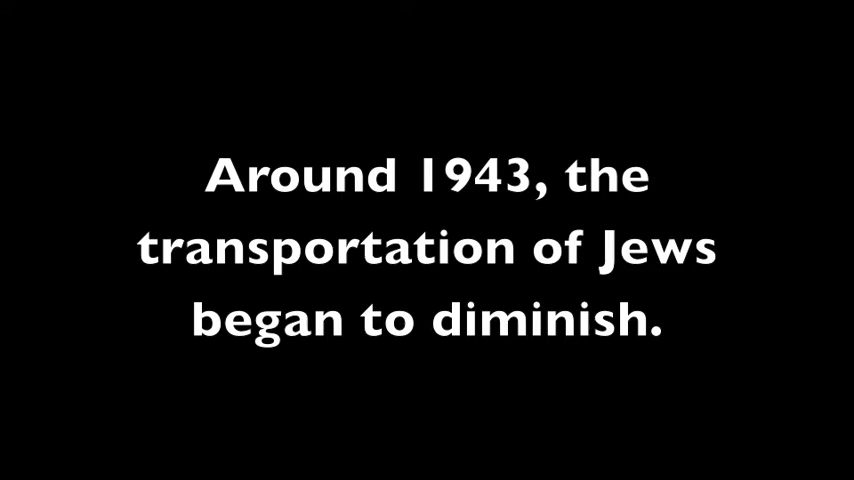 Around 1943, the
transportation of Jews
began to diminish.